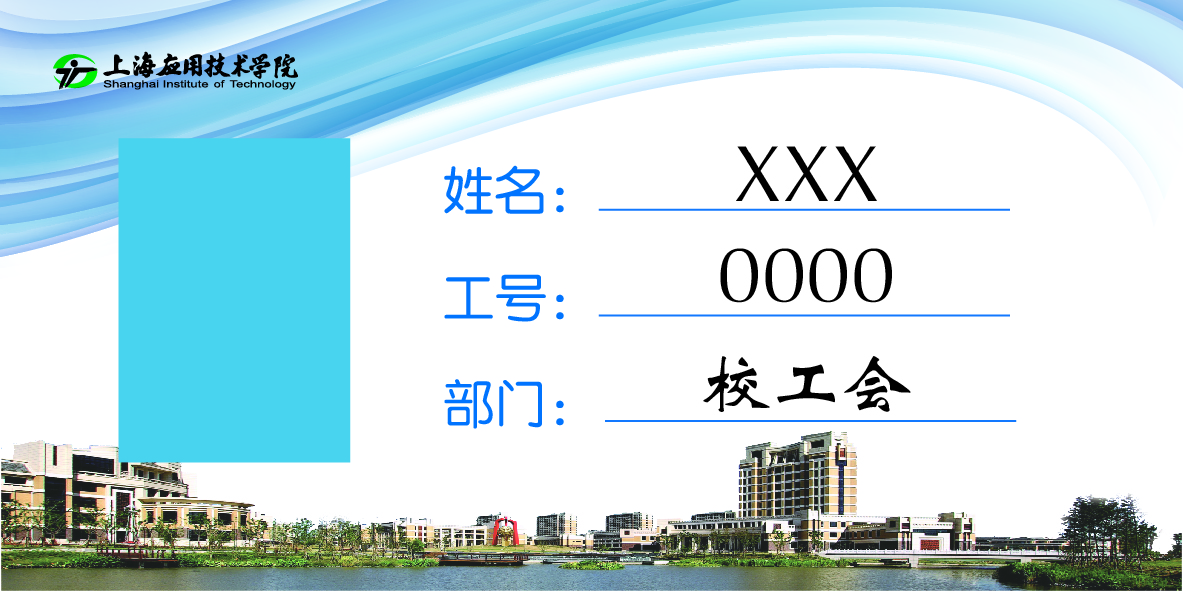 上海应用技术学院
Shanghai Institute of Technology
姓名： XXX
工号： 0000
部门： 校工会